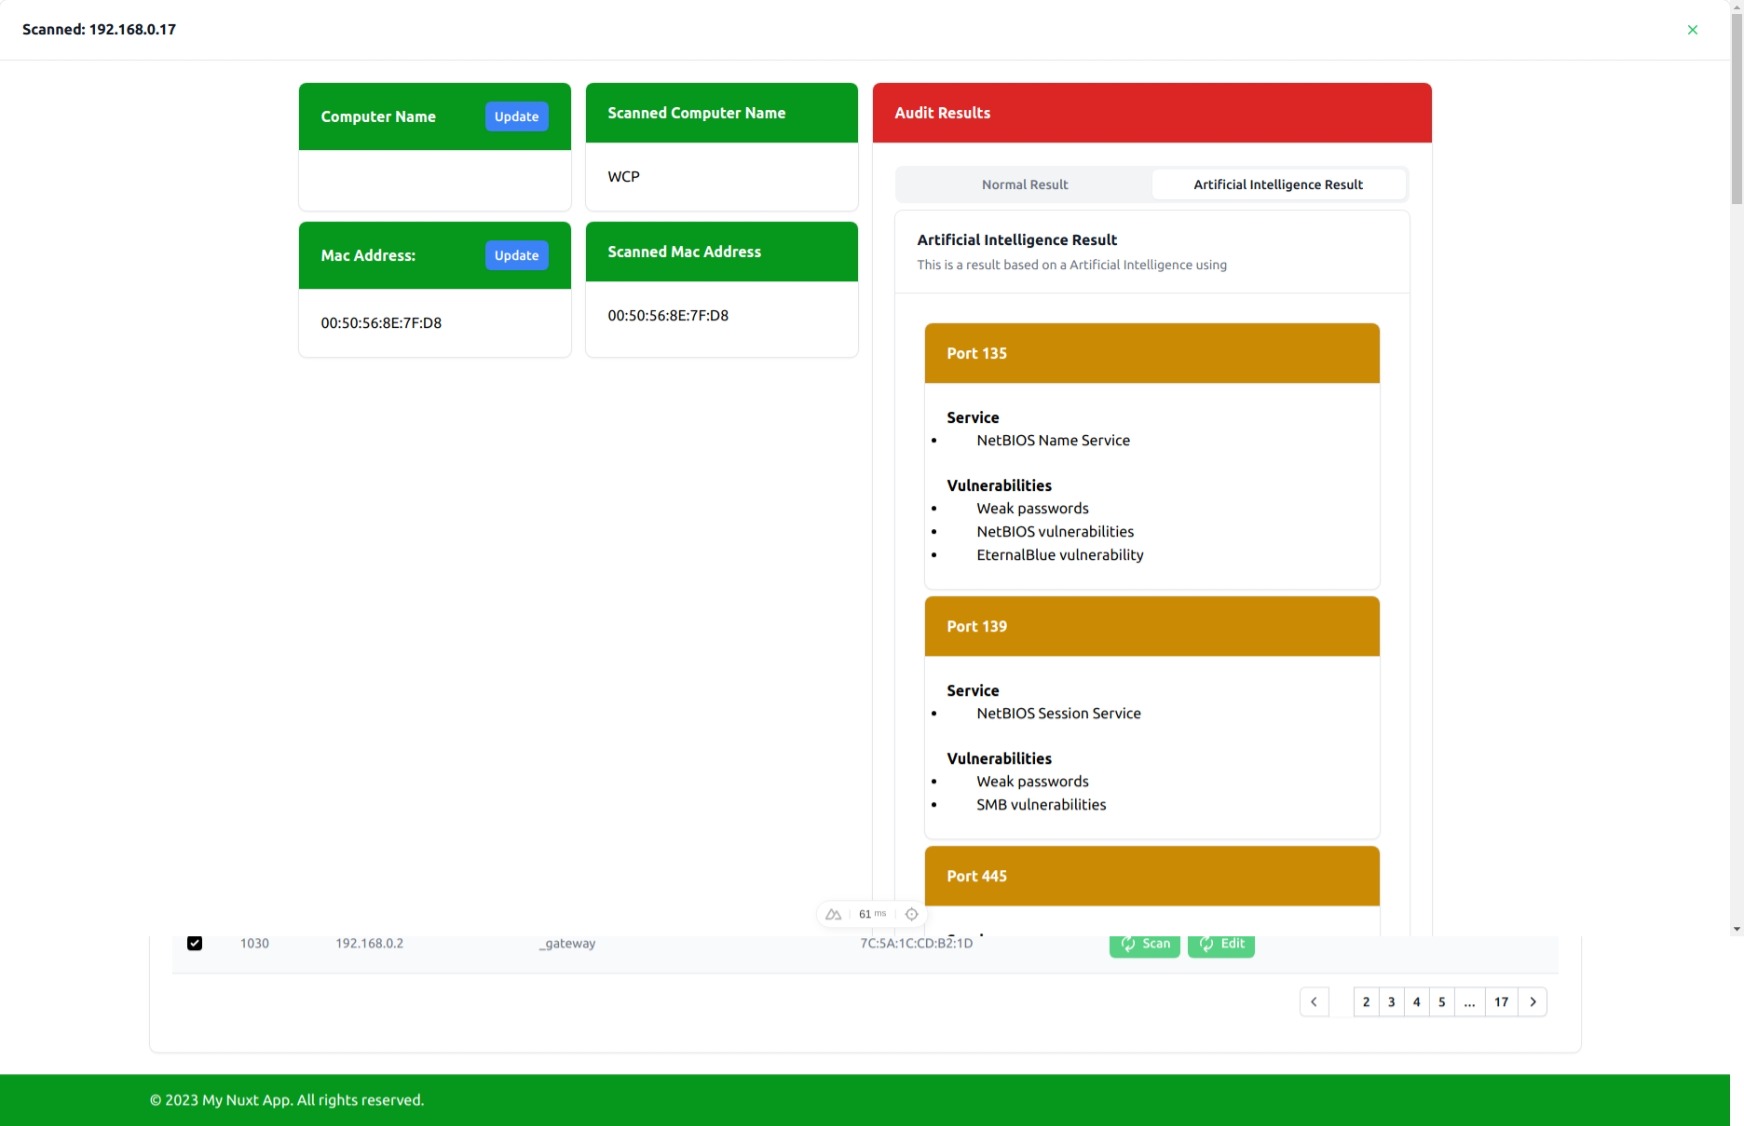 Scanned: 192.168.0.17
Computer Name
Update
Scanned Computer Name
WCP
Mac Address:
Update
00:50:56:8E:7F:D8
Scanned Mac Address
00:50:56:8E:7F:D8
Audit Results
Normal Result
Artificial Intelligence Result
Artificial Intelligence Result
This is a result based on a Artificial Intelligence using
Port 135
Service
NetBIOS Name Service
Vulnerabilities
Weak passwords
NetBIOS vulnerabilities
EternalBlue vulnerability
Port 139
Service
NetBIOS Session Service
Vulnerabilities
Weak passwords
SMB vulnerabilities
Port 445
61 ms
1030 192.168.0.2 _gateway 7C:5A:1C:CD:B2:1D Scan Edit
2 3 4 5 ... 17
© 2023 My Nuxt App. All rights reserved.